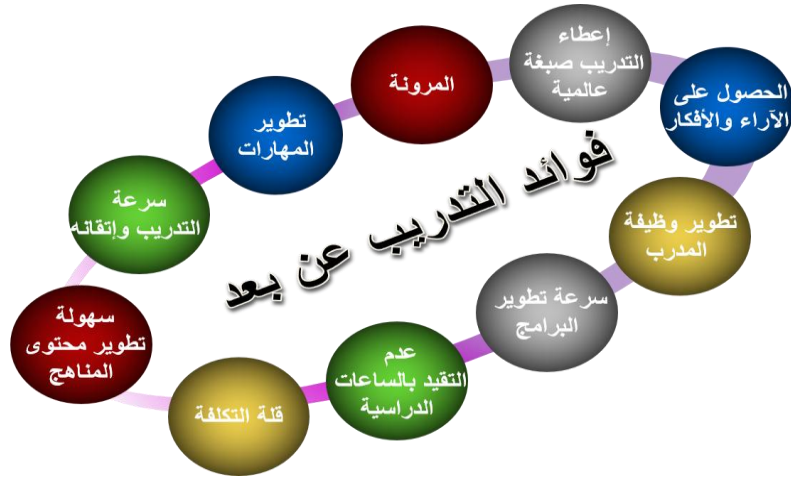 فوائد التدريب عن بعد
الحصول على
الآراء والأفكار
إعطاء
التدريب صبغة
عالمية
المرونة
تطوير
المهارات
سرعة
التدريب وإتقانه
سهولة
تطوير محتوى
المناهج
قلة التكلفة
عدم
التقيد بالساعات
الدراسية
سرعة تطوير
البرامج
تطوير وظيفة
المدرب